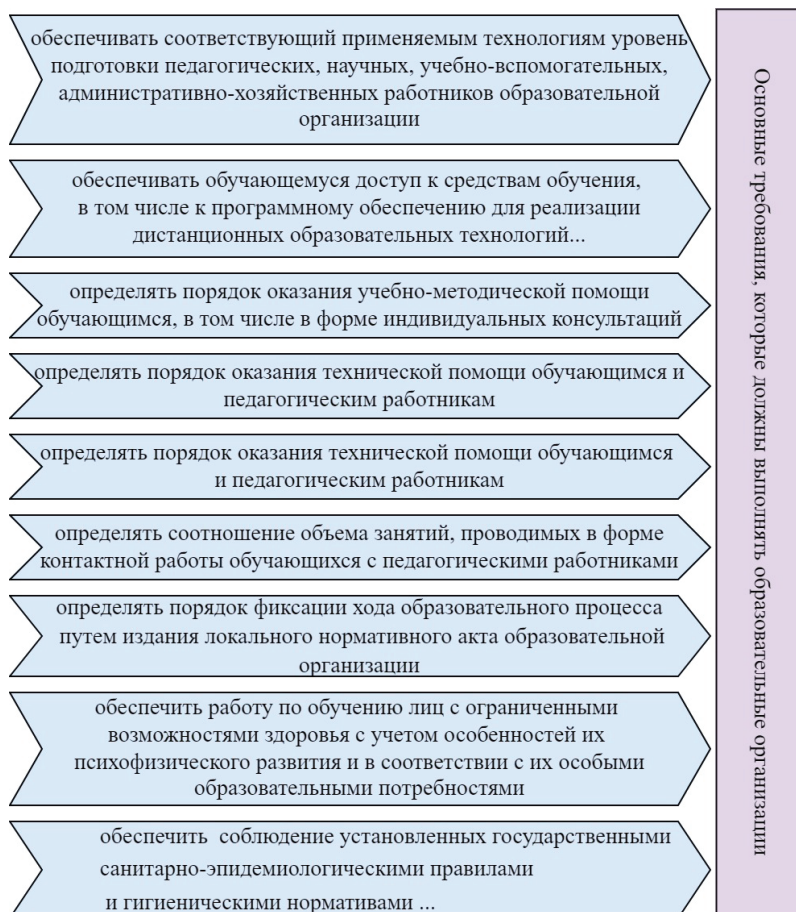 обеспечивать соответствующий применяемым технологиям уровень
подготовки педагогических, научных, учебно-вспомогательных,
административно-хозяйственных работников образовательной
организации
обеспечивать обучающемуся доступ к средствам обучения,
в том числе к программному обеспечению для реализации
дистанционных образовательных технологий...
определять порядок оказания учебно-методической помощи
обучающимся, в том числе в форме индивидуальных консультаций
определять порядок оказания технической помощи обучающимся и
педагогическим работникам
определять порядок оказания технической помощи обучающимся
и педагогическим работникам
определять соотношение объема занятий, проводимых в форме
контактной работы обучающихся с педагогическими работниками
определять порядок фиксации хода образовательного процесса
путем издания локального нормативного акта образовательной
организации
обеспечить работу по обучению лиц с ограниченными
возможностями здоровья с учетом особенностей их
психофизического развития и в соответствии с их особыми
образовательными потребностями
обеспечить соблюдение установленных государственными
санитарно-эпидемиологическими правилами
и гигиеническими нормативами ...
Основные требования, которые должны выполнять образовательные организации